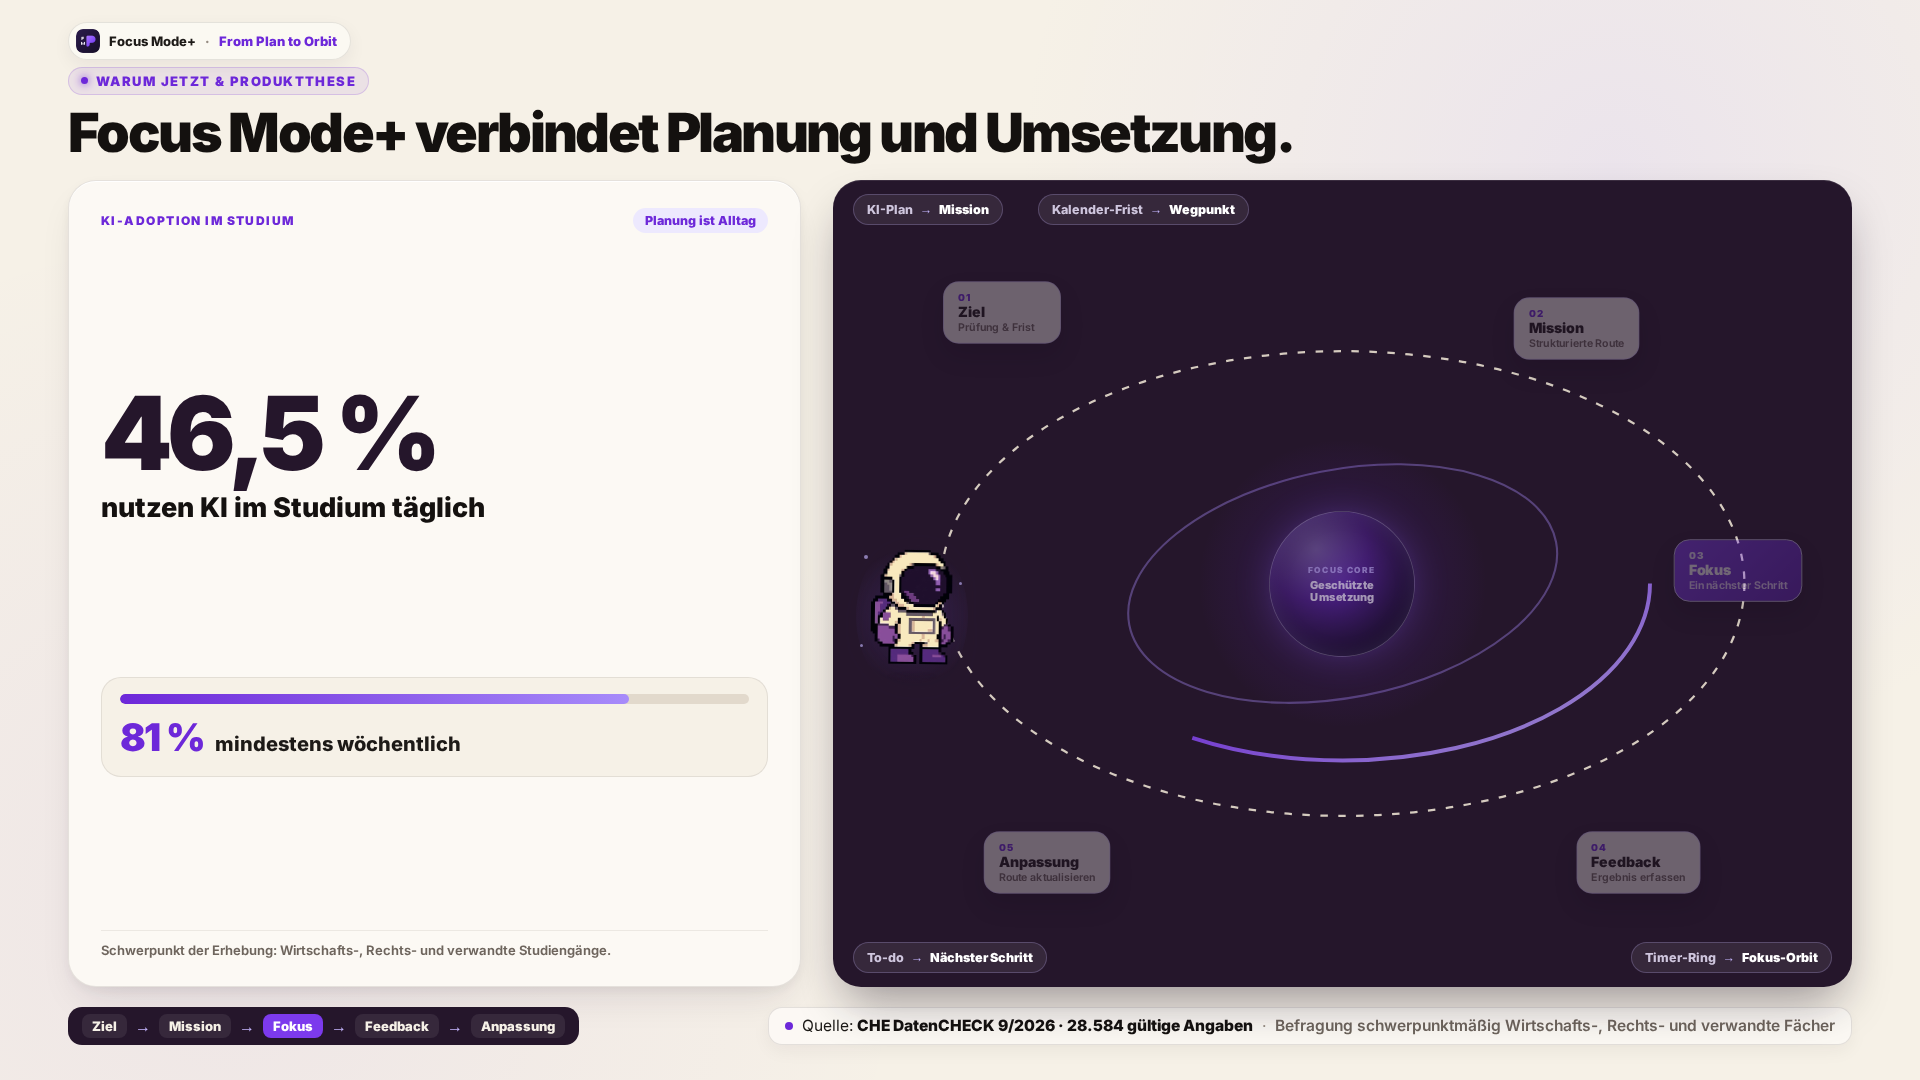 Focus Mode+ · From Plan to Orbit
WARUM JETZT & PRODUKTTHESE
Focus Mode+ verbindet Planung und Umsetzung.
KI-ADOPTION IM STUDIUM
Planung ist Alltag
46,5 %
nutzen KI im Studium täglich
81 % mindestens wöchentlich
Schwerpunkt der Erhebung: Wirtschafts-, Rechts- und verwandte Studiengänge.
KI-Plan → Mission
Kalender-Frist → Wegpunkt
01
Ziel
Prüfung & Frist
02
Mission
Strukturierte Route
FOCUS CORE
Geschützte
Umsetzung
03
Fokus
Ein nächster Schritt
05
Anpassung
Route aktualisieren
04
Feedback
Ergebnis erfassen
To-do → Nächster Schritt
Timer-Ring → Fokus-Orbit
Ziel → Mission → Fokus → Feedback → Anpassung
Quelle: CHE DatenCHECK 9/2026 · 28.584 gültige Angaben · Befragung schwerpunktmäßig Wirtschafts-, Rechts- und verwandte Fächer